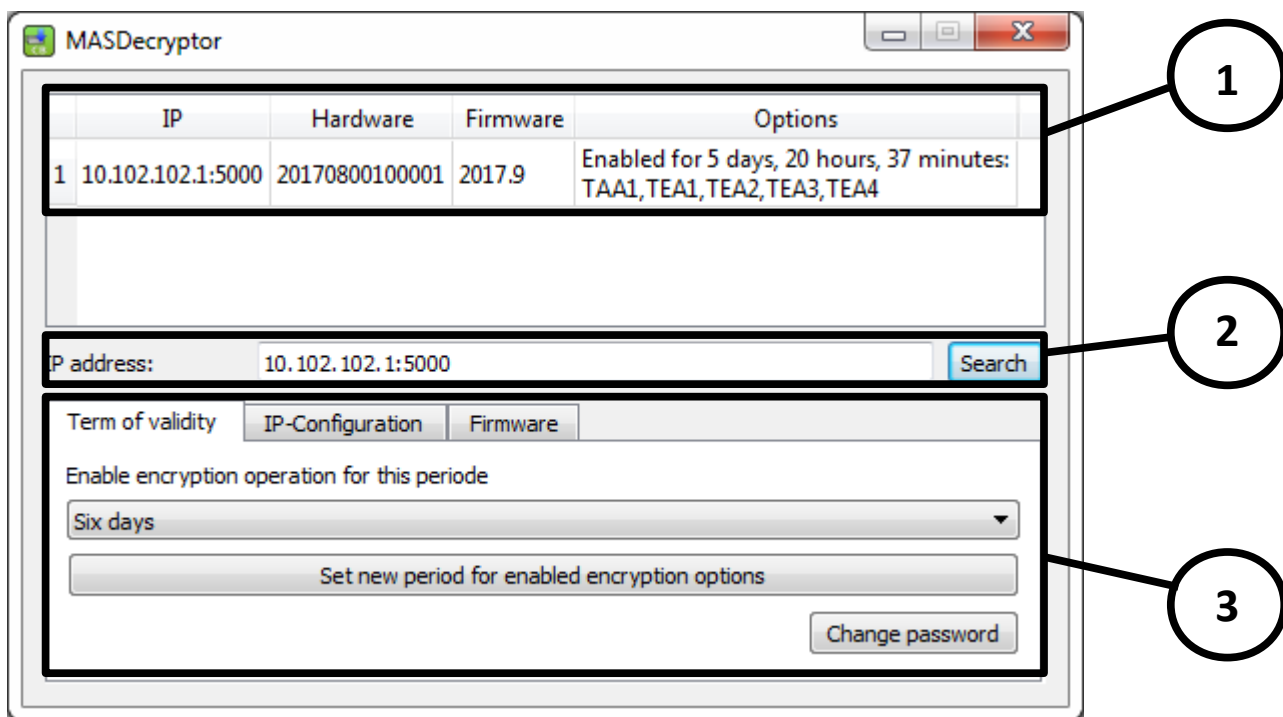 MASDecryptor
IP Hardware Firmware Options
1 10.102.102.1:5000 20170800100001 2017.9 Enabled for 5 days, 20 hours, 37 minutes:
TAA1,TEA1,TEA2,TEA3,TEA4
1
IP address: 10.102.102.1:5000 Search
2
Term of validity IP-Configuration Firmware
Enable encryption operation for this periode
Six days
Set new period for enabled encryption options
Change password
3